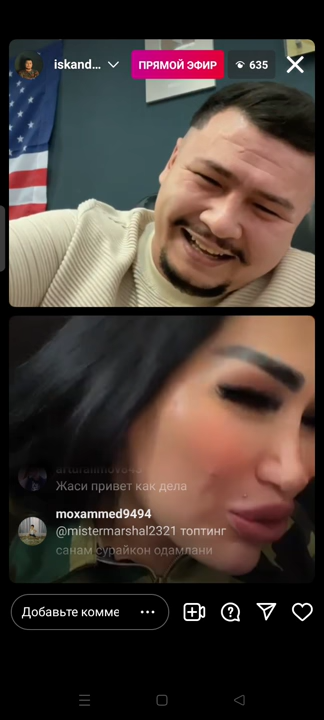 iskand...
ПРЯМОЙ ЭФИР
635
Жаси привет как дела
moxammed9494
@mistermarshal2321 топтинг
санам сурайкон одамлани
Добавьте комме